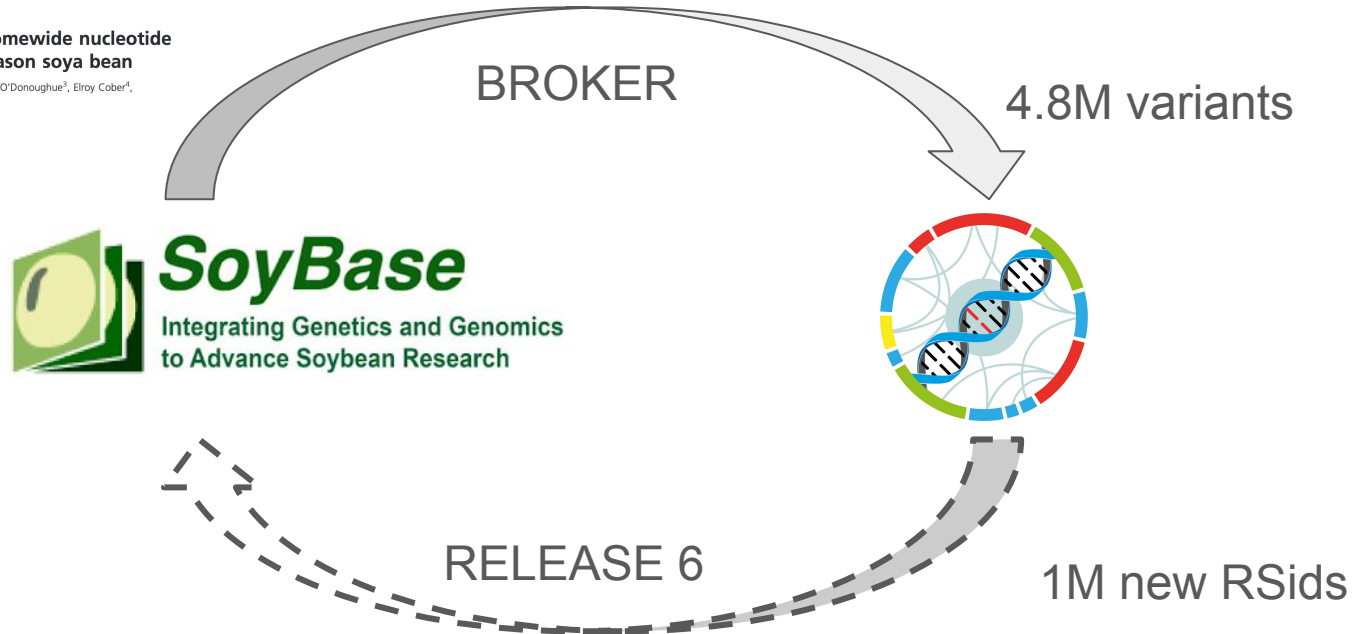 omewide nucleotide
ason soya bean
O'Donoughue³, Elroy Cober⁴,
BROKER
4.8M variants
SoyBase
Integrating Genetics and Genomics
to Advance Soybean Research
RELEASE 6
1M new RSids